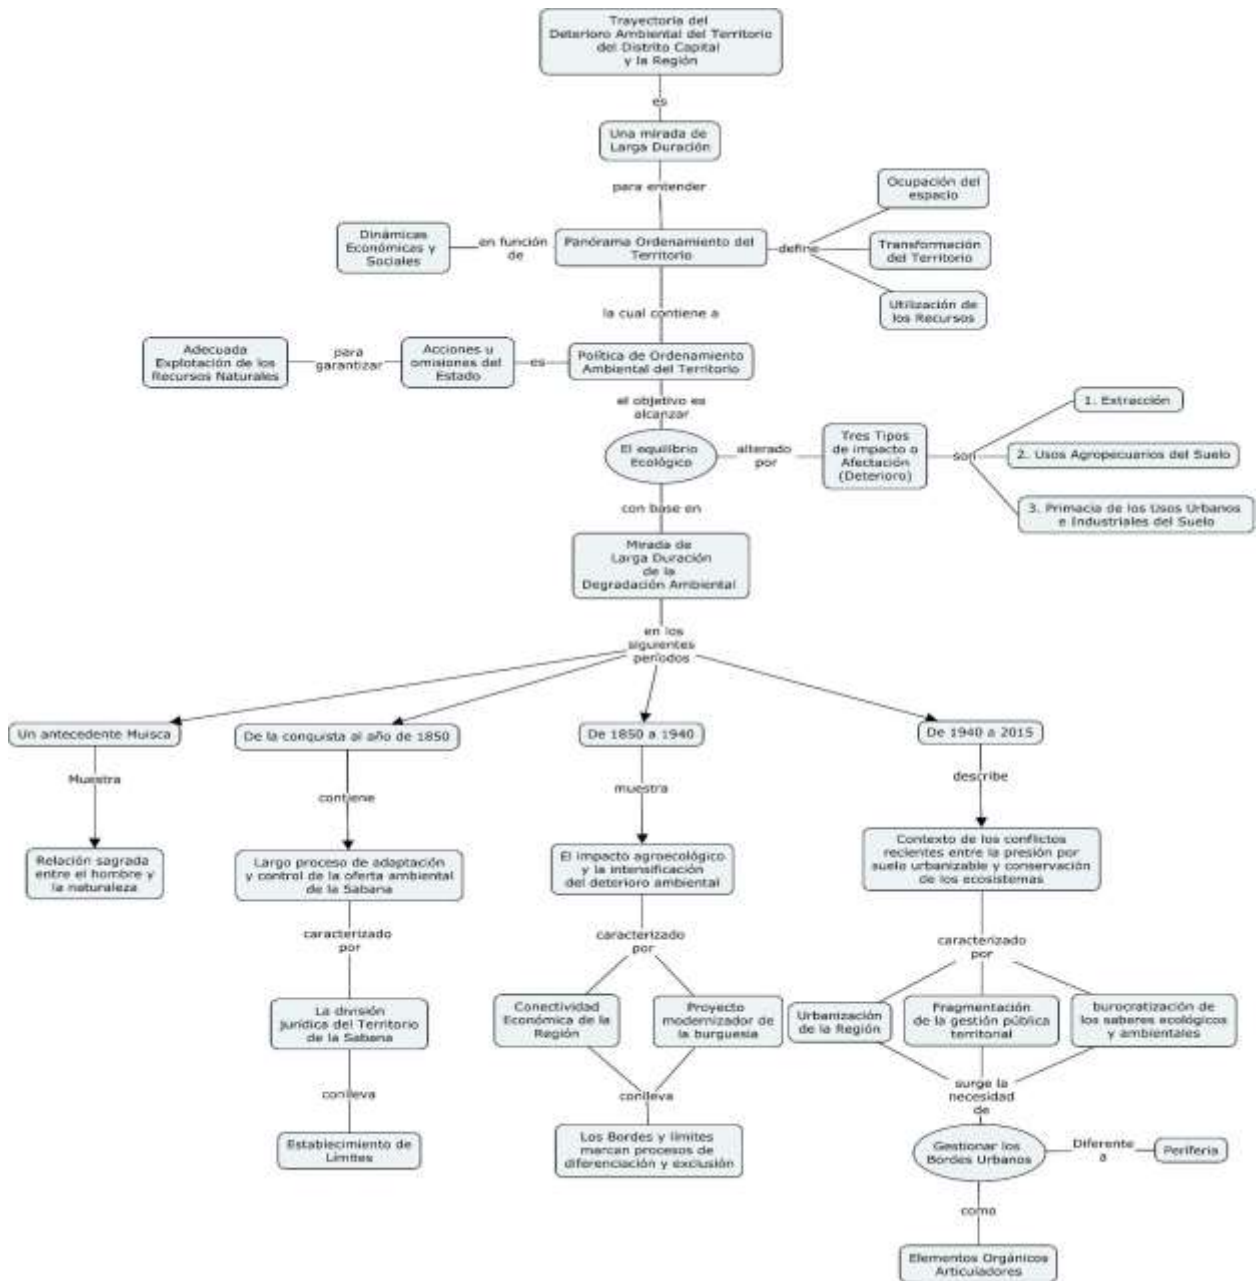 Trayectoria del
Deterioro Ambiental del Territorio
del Distrito Capital
y la Región
es
Una mirada de
Larga Duración
para entender
Ocupación del
espacio
Dinámicas
Económicas y
Sociales
en función
de
Panórama Ordenamiento del
Territorio
define
Transformación
del Territorio
Utilización de
los Recursos
la cual contiene a
Adecuada
Explotación de los
Recursos Naturales
para
garantizar
Acciones u
omisiones del
Estado
es
Política de Ordenamiento
Ambiental del Territorio
el objetivo es
alcanzar
El equilibrio
Ecológico
alterado
por
Tres Tipos
de impacto o
Afectación
(Deterioro)
son
1. Extracción
2. Usos Agropecuarios del Suelo
3. Primacia de los Usos Urbanos
e Industriales del Suelo
con base en
Mirada de
Larga Duración
de la
Degradación Ambiental
en los
siguientes
períodos
Un antecedente Muisca
De la conquista al año de 1850
De 1850 a 1940
De 1940 a 2015
Muestra
contiene
muestra
describe
Relación sagrada
entre el hombre y
la naturaleza
Largo proceso de adaptación
y control de la oferta ambiental
de la Sabana
El impacto agroecológico
y la intensificación
del deterioro ambiental
Contexto de los conflictos
recientes entre la presión por
suelo urbanizable y conservación
de los ecosistemas
caracterizado
por
caracterizado
por
caracterizado
por
La división
jurídica del Territorio
de la Sabana
Conectividad
Económica de la
Región
Proyecto
modernizador de
la burguesia
Urbanización
de la Región
Fragmentación
de la gestión pública
territorial
burocratización de
los saberes ecológicos
y ambientales
conlleva
conlleva
surge la
necesidad
de
Establecimiento de
Límites
Los Bordes y límites
marcan procesos de
diferenciación y exclusión
Gestionar los
Bordes Urbanos
Diferente
a
Periferia
como
Elementos Orgánicos
Articuladores